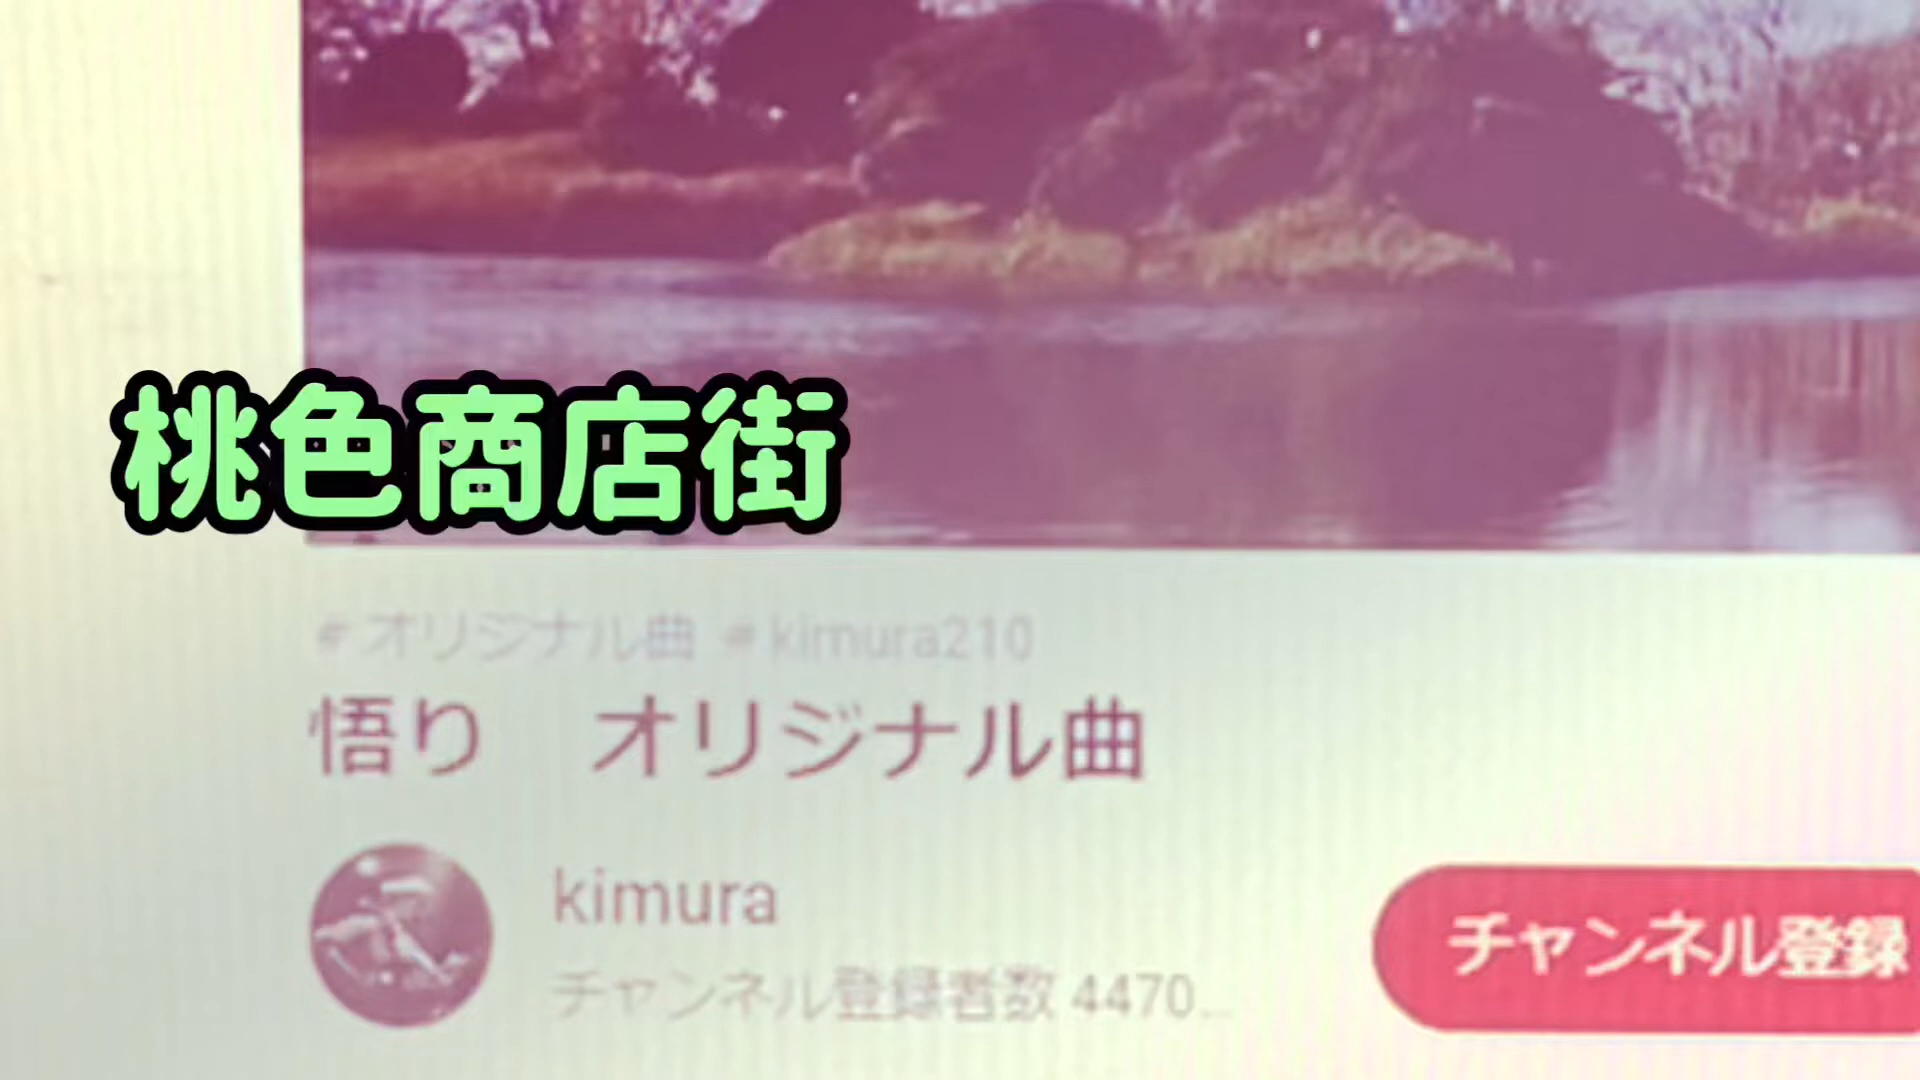 桃色商店街
#オリジナル曲 #kimura210
悟り　オリジナル曲
kimura
チャンネル登録者数 4470...
チャンネル登録